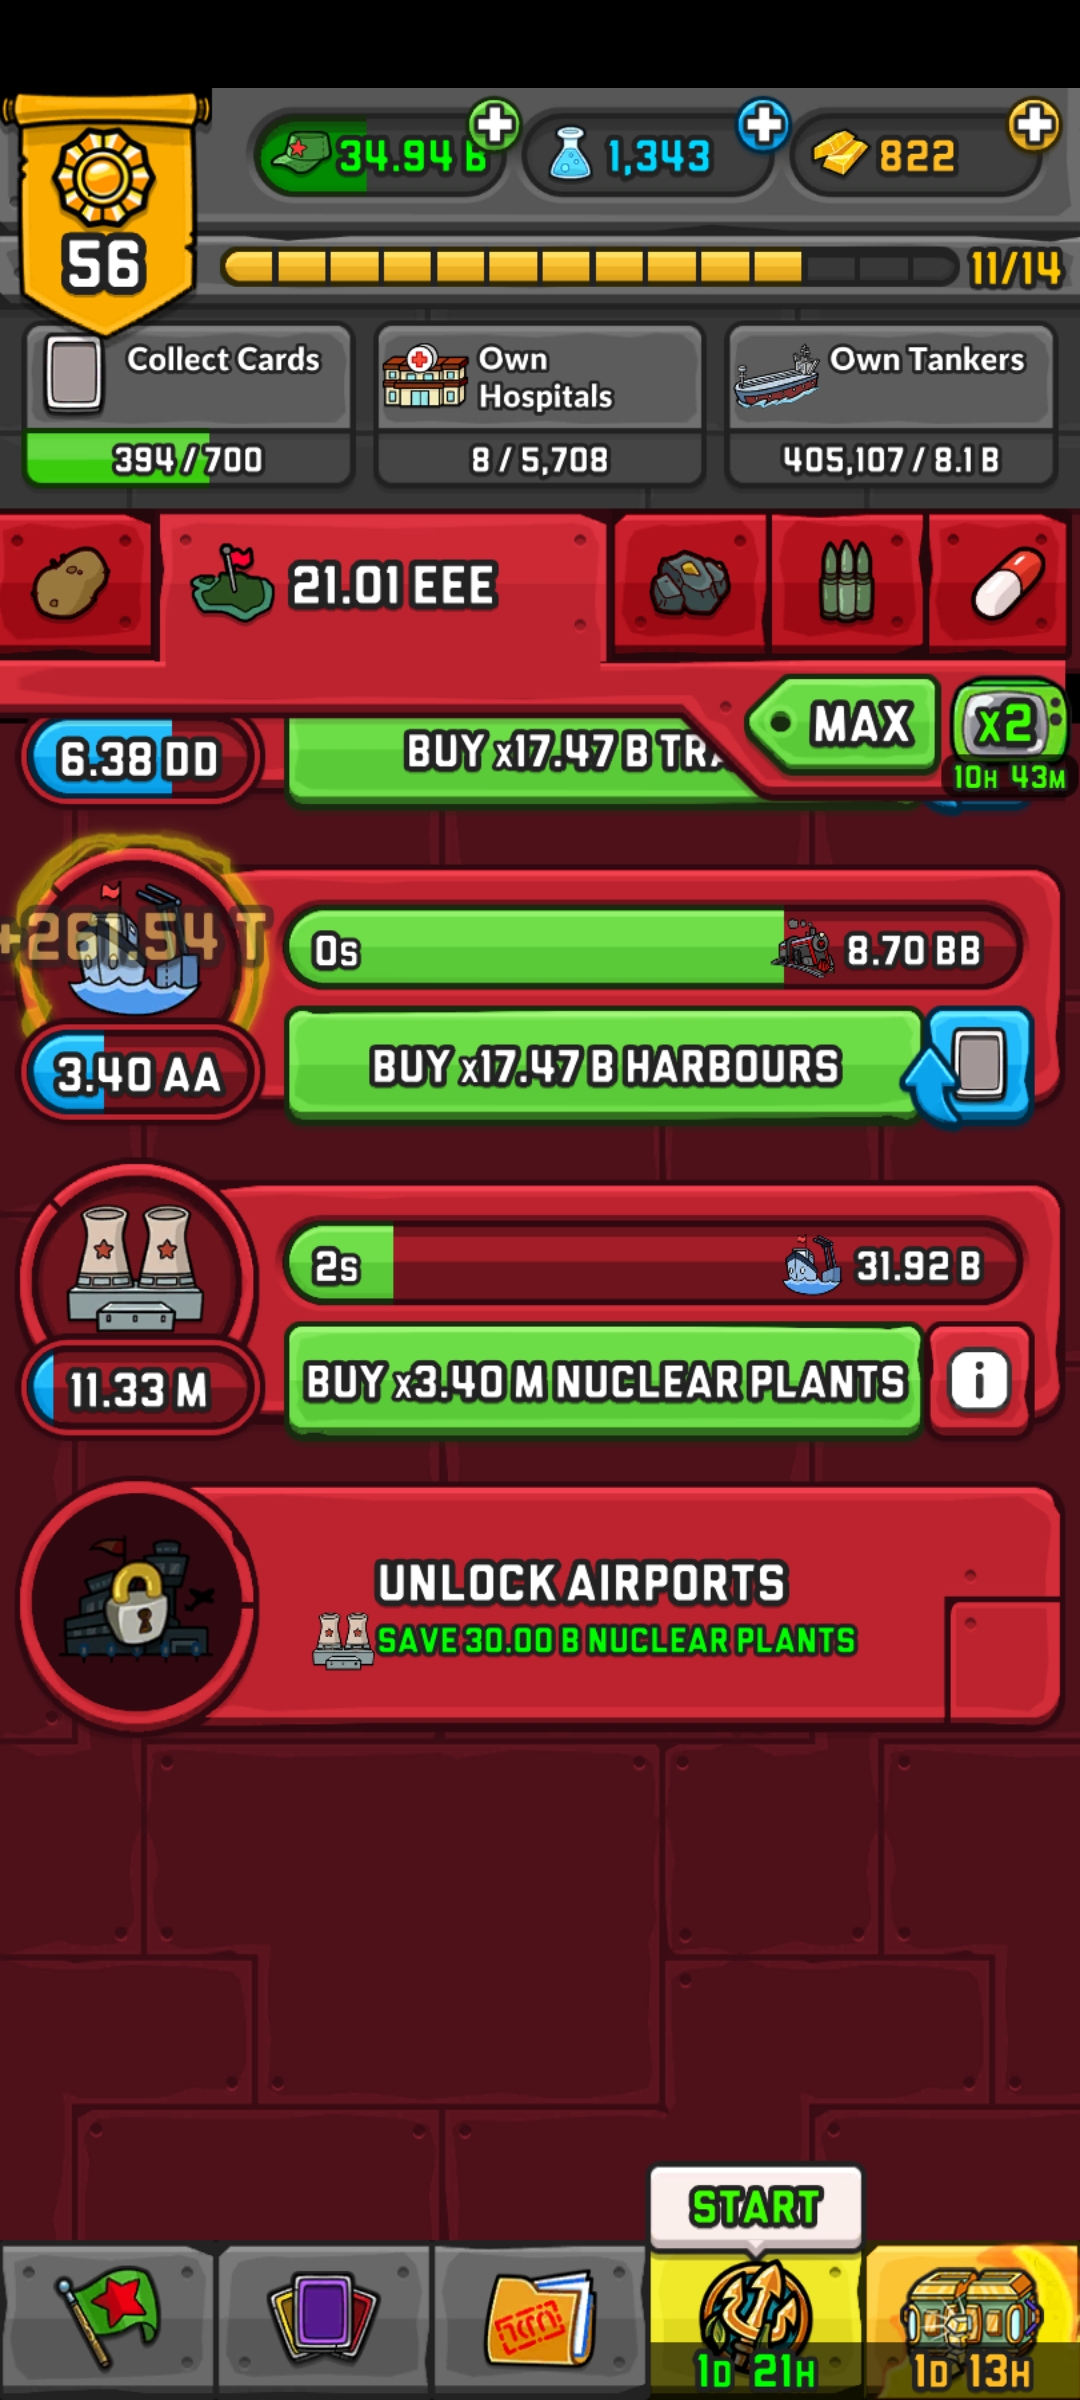 34.94 B
1,343
822
56
11/14
Collect Cards
394/700
Own
Hospitals
8/5,708
Own Tankers
405,107/8.1 B
21.01 EEE
MAX
x2
10H 43M
6.38 DD
BUY x17.47 B
+261.54 T
0s
8.70 BB
3.40 AA
BUY x17.47 B HARBOURS
2s
31.92 B
11.33 M
BUY x3.40 M NUCLEAR PLANTS
i
UNLOCK AIRPORTS
SAVE 30.00 B NUCLEAR PLANTS
START
1D 21H
1D 13H